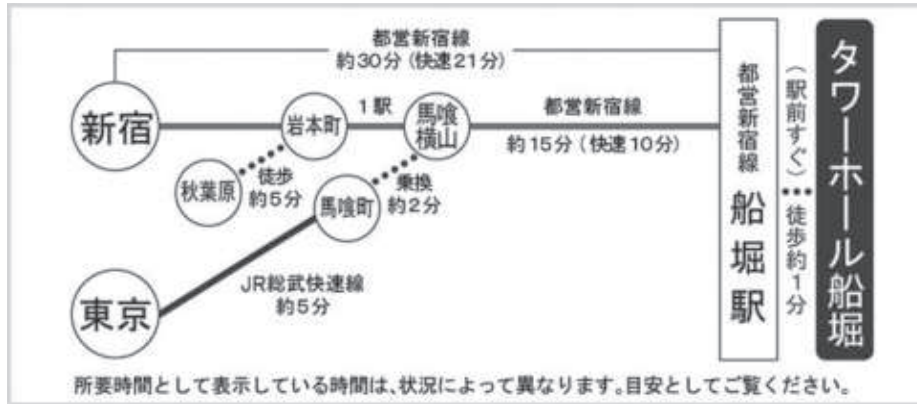 都営新宿線
約30分（快速21分）
新宿
岩本町
1駅
馬喰
横山
都営新宿線
約15分（快速10分）
秋葉原
徒歩
約5分
馬喰町
乗換
約2分
東京
JR総武快速線
約5分
都営新宿線 船堀駅
（駅前すぐ）
徒歩約1分
タワーホール船堀
所要時間として表示している時間は、状況によって異なります。目安としてご覧ください。